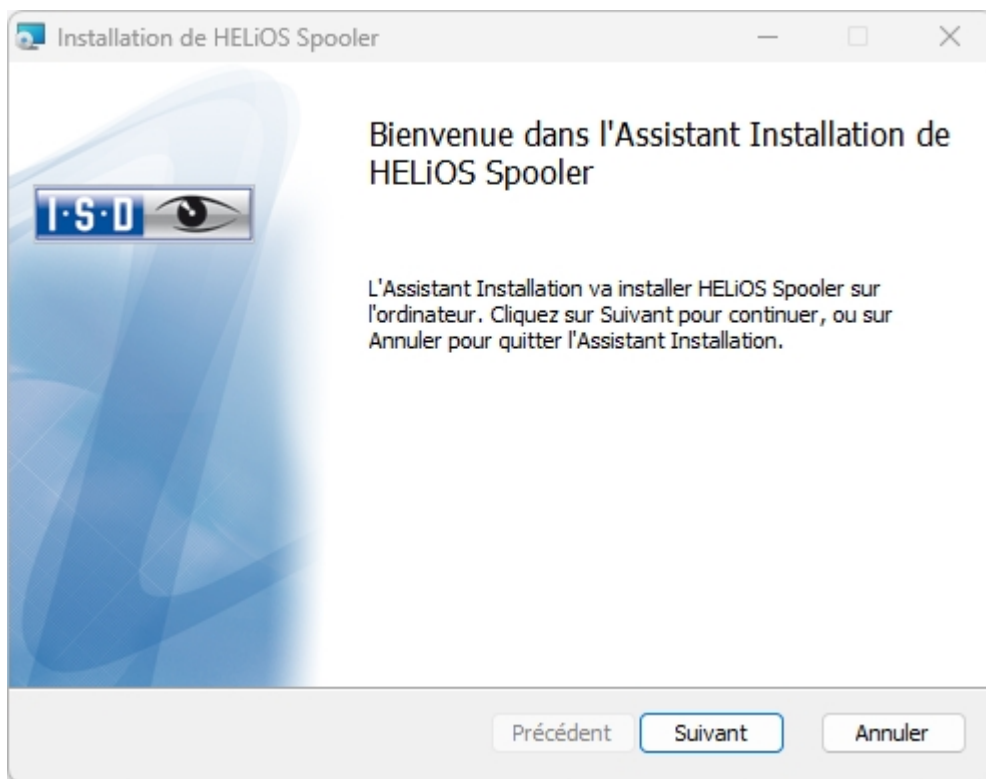 Installation de HELiOS Spooler
Bienvenue dans l'Assistant Installation de
HELiOS Spooler
I·S·D
L'Assistant Installation va installer HELiOS Spooler sur
l'ordinateur. Cliquez sur Suivant pour continuer, ou sur
Annuler pour quitter l'Assistant Installation.
Précédent
Suivant
Annuler